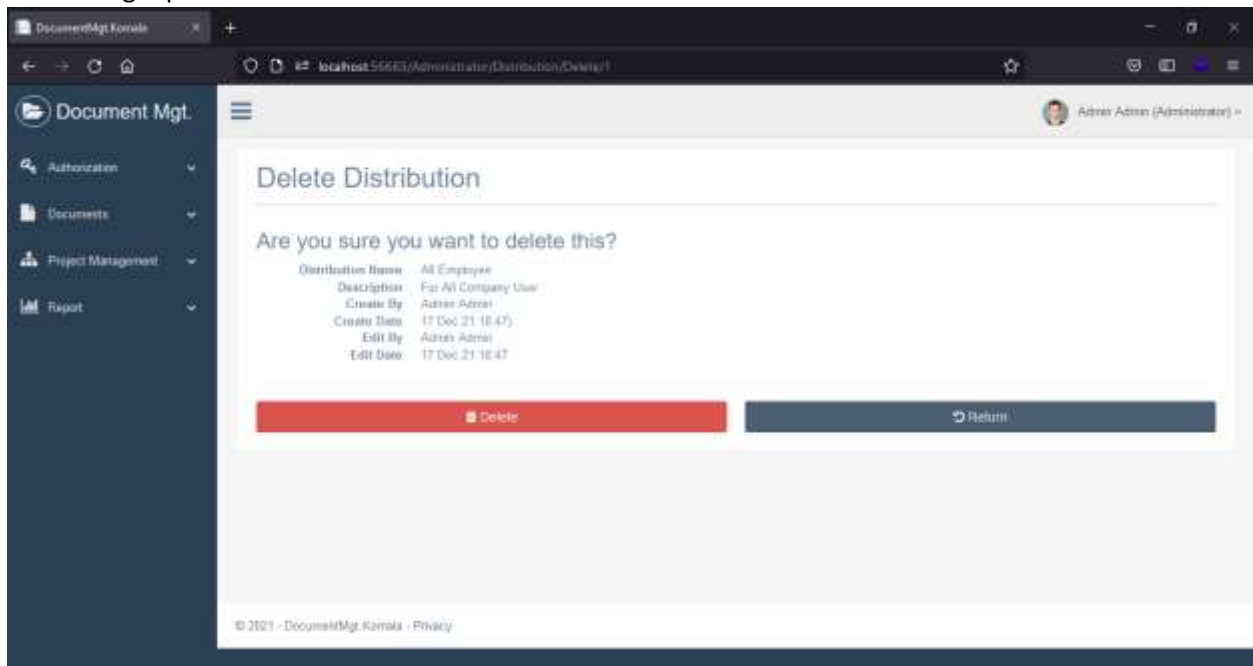 DocumentMgt.Komala
localhost:56663/Administrator/Distribution/Delete/1
Document Mgt.
Admin Admin (Administrator)
Authorization
Documents
Project Management
Report
Delete Distribution
Are you sure you want to delete this?
Distribution Name All Employee
Description For All Company User
Create By Admin Admin
Create Date 17 Dec 21 18:47)
Edit By Admin Admin
Edit Date 17 Dec 21 18:47
Delete
Return
© 2021 - DocumentMgt.Komala - Privacy